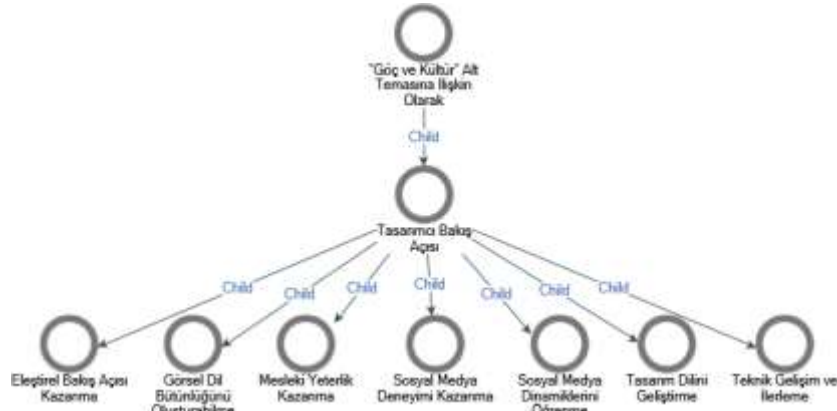 "Göç ve Kültür" Alt
Temasına İlişkin
Olarak
Child
Tasarımcı Bakış
Açısı
Child
Child
Child
Child
Child
Child
Child
Eleştirel Bakış Açısı
Kazanma
Görsel Dil
Bütünlüğünü
Oluşturabilme
Mesleki Yeterlik
Kazanma
Sosyal Medya
Deneyimi Kazanma
Sosyal Medya
Dinamiklerini
Öğrenme
Tasarım Dilini
Geliştirme
Teknik Gelişim ve
İlerleme